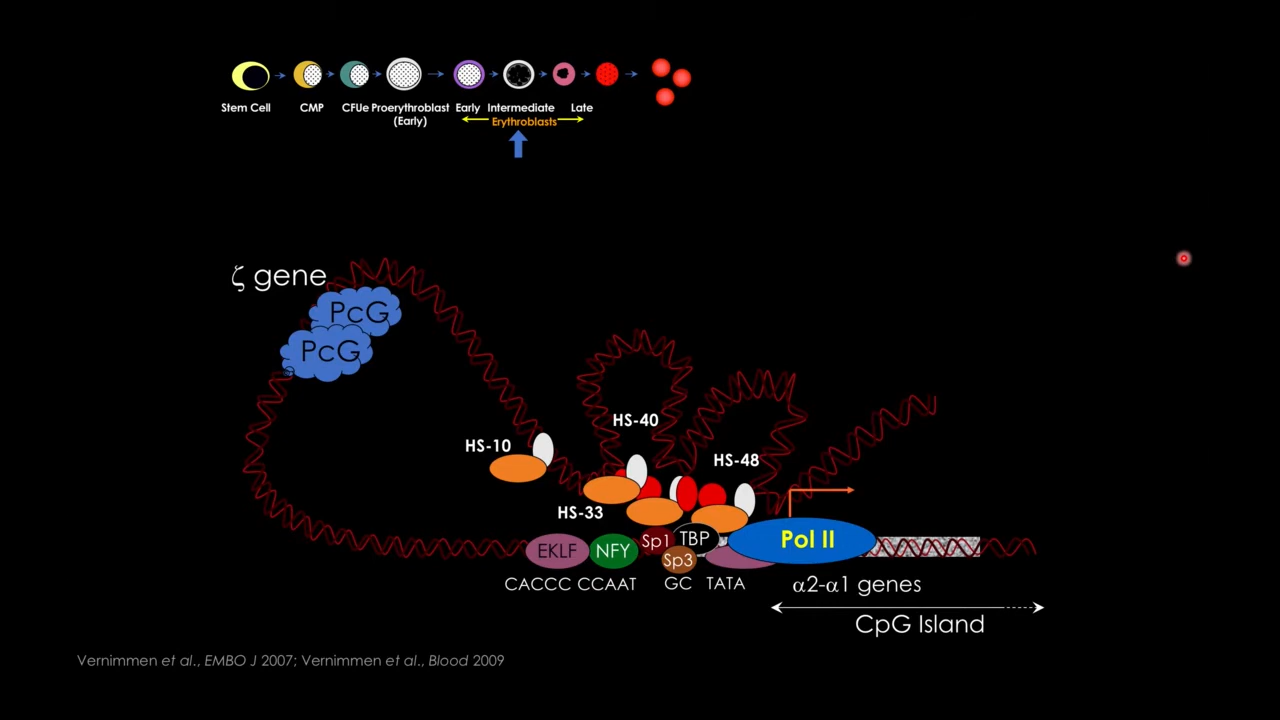 Stem Cell CMP CFUe Proerythroblast Early Intermediate Late
(Early) Erythroblasts
ζ gene
PcG
PcG
HS-40
HS-10
HS-48
HS-33
EKLF NFY Sp1 TBP Pol II
Sp3
CACCC CCAAT GC TATA α2-α1 genes
CpG Island
Vernimmen et al., EMBO J 2007; Vernimmen et al., Blood 2009